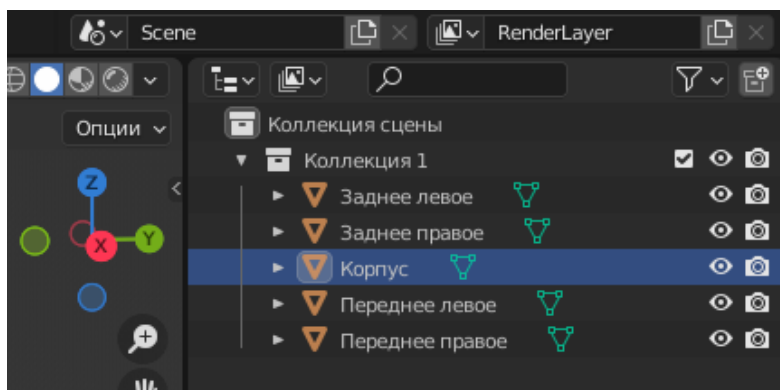 Scene RenderLayer
Опции
Z
Y
X
Коллекция сцены
Коллекция 1
Заднее левое
Заднее правое
Корпус
Переднее левое
Переднее правое